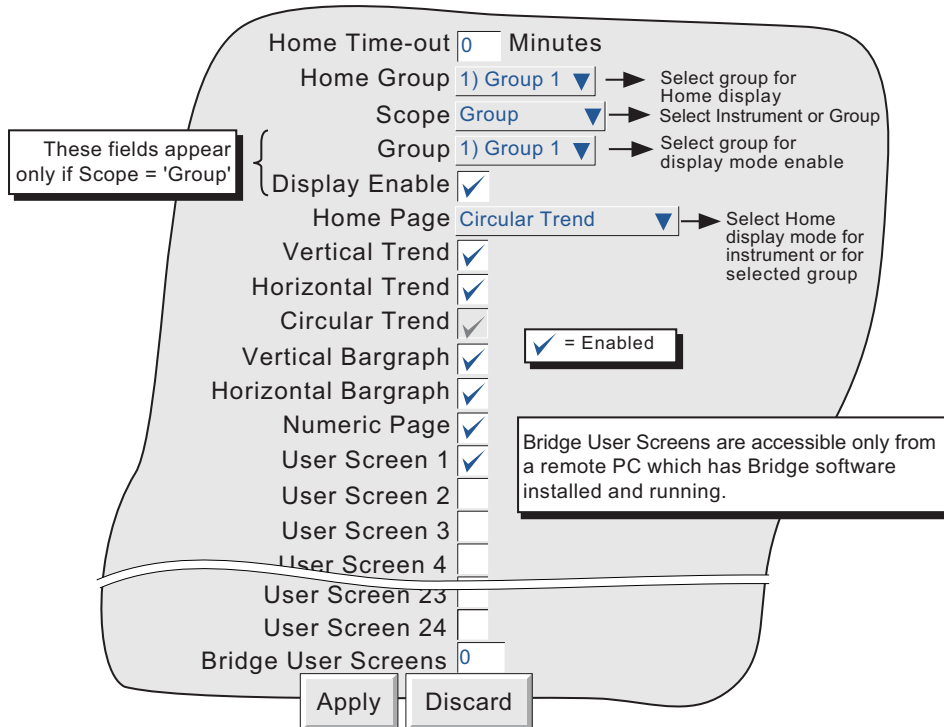 Home Time-out 0 Minutes
Home Group 1) Group 1
Select group for
Home display
Scope Group
Select Instrument or Group
These fields appear
only if Scope = 'Group'
Group 1) Group 1
Select group for
display mode enable
Display Enable
Home Page Circular Trend
Select Home
display mode for
instrument or for
selected group
Vertical Trend
Horizontal Trend
Circular Trend
= Enabled
Vertical Bargraph
Horizontal Bargraph
Numeric Page
User Screen 1
Bridge User Screens are accessible only from
a remote PC which has Bridge software
installed and running.
User Screen 2
User Screen 3
User Screen 4
User Screen 23
User Screen 24
Bridge User Screens 0
Apply Discard